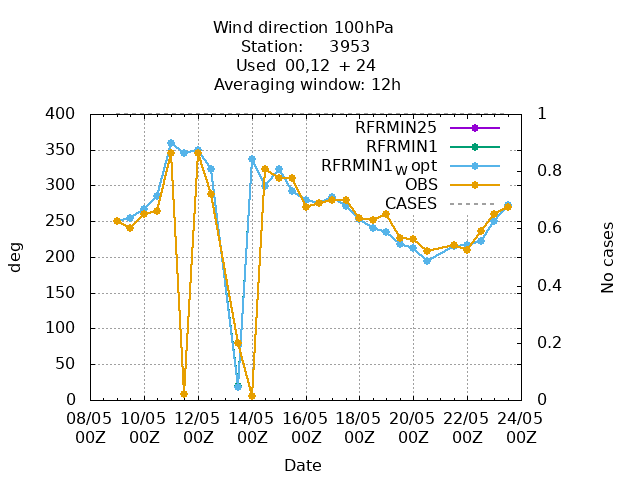 Wind direction 100hPa
Station: 3953
Used 00,12 + 24
Averaging window: 12h
400
350
300
250
200
150
100
50
0
deg
1
0.8
0.6
0.4
0.2
0
No cases
RFRMIN25
RFRMIN1
RFRMIN1w opt
OBS
CASES
08/05 10/05 12/05 14/05 16/05 18/05 20/05 22/05 24/05
00Z 00Z 00Z 00Z 00Z 00Z 00Z 00Z 00Z
Date